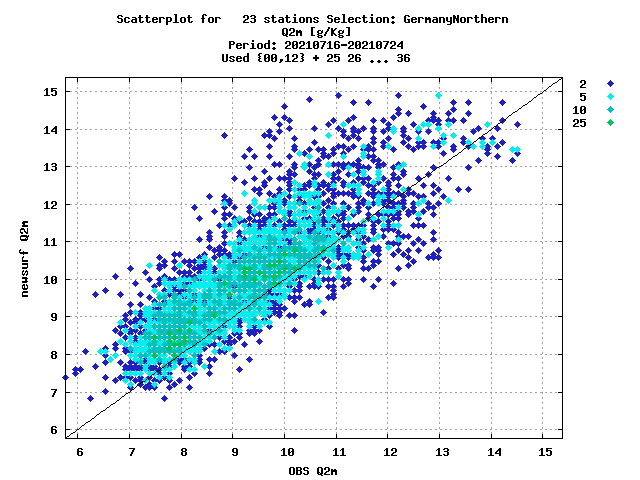 Scatterplot for   23 stations Selection: GermanyNorthern
Q2m [g/Kg]
Period: 20210716-20210724
Used {00,12} + 25 26 ... 36
2
5
10
25
15
14
13
12
11
10
9
8
7
6
newsurf Q2m
6 7 8 9 10 11 12 13 14 15
OBS Q2m